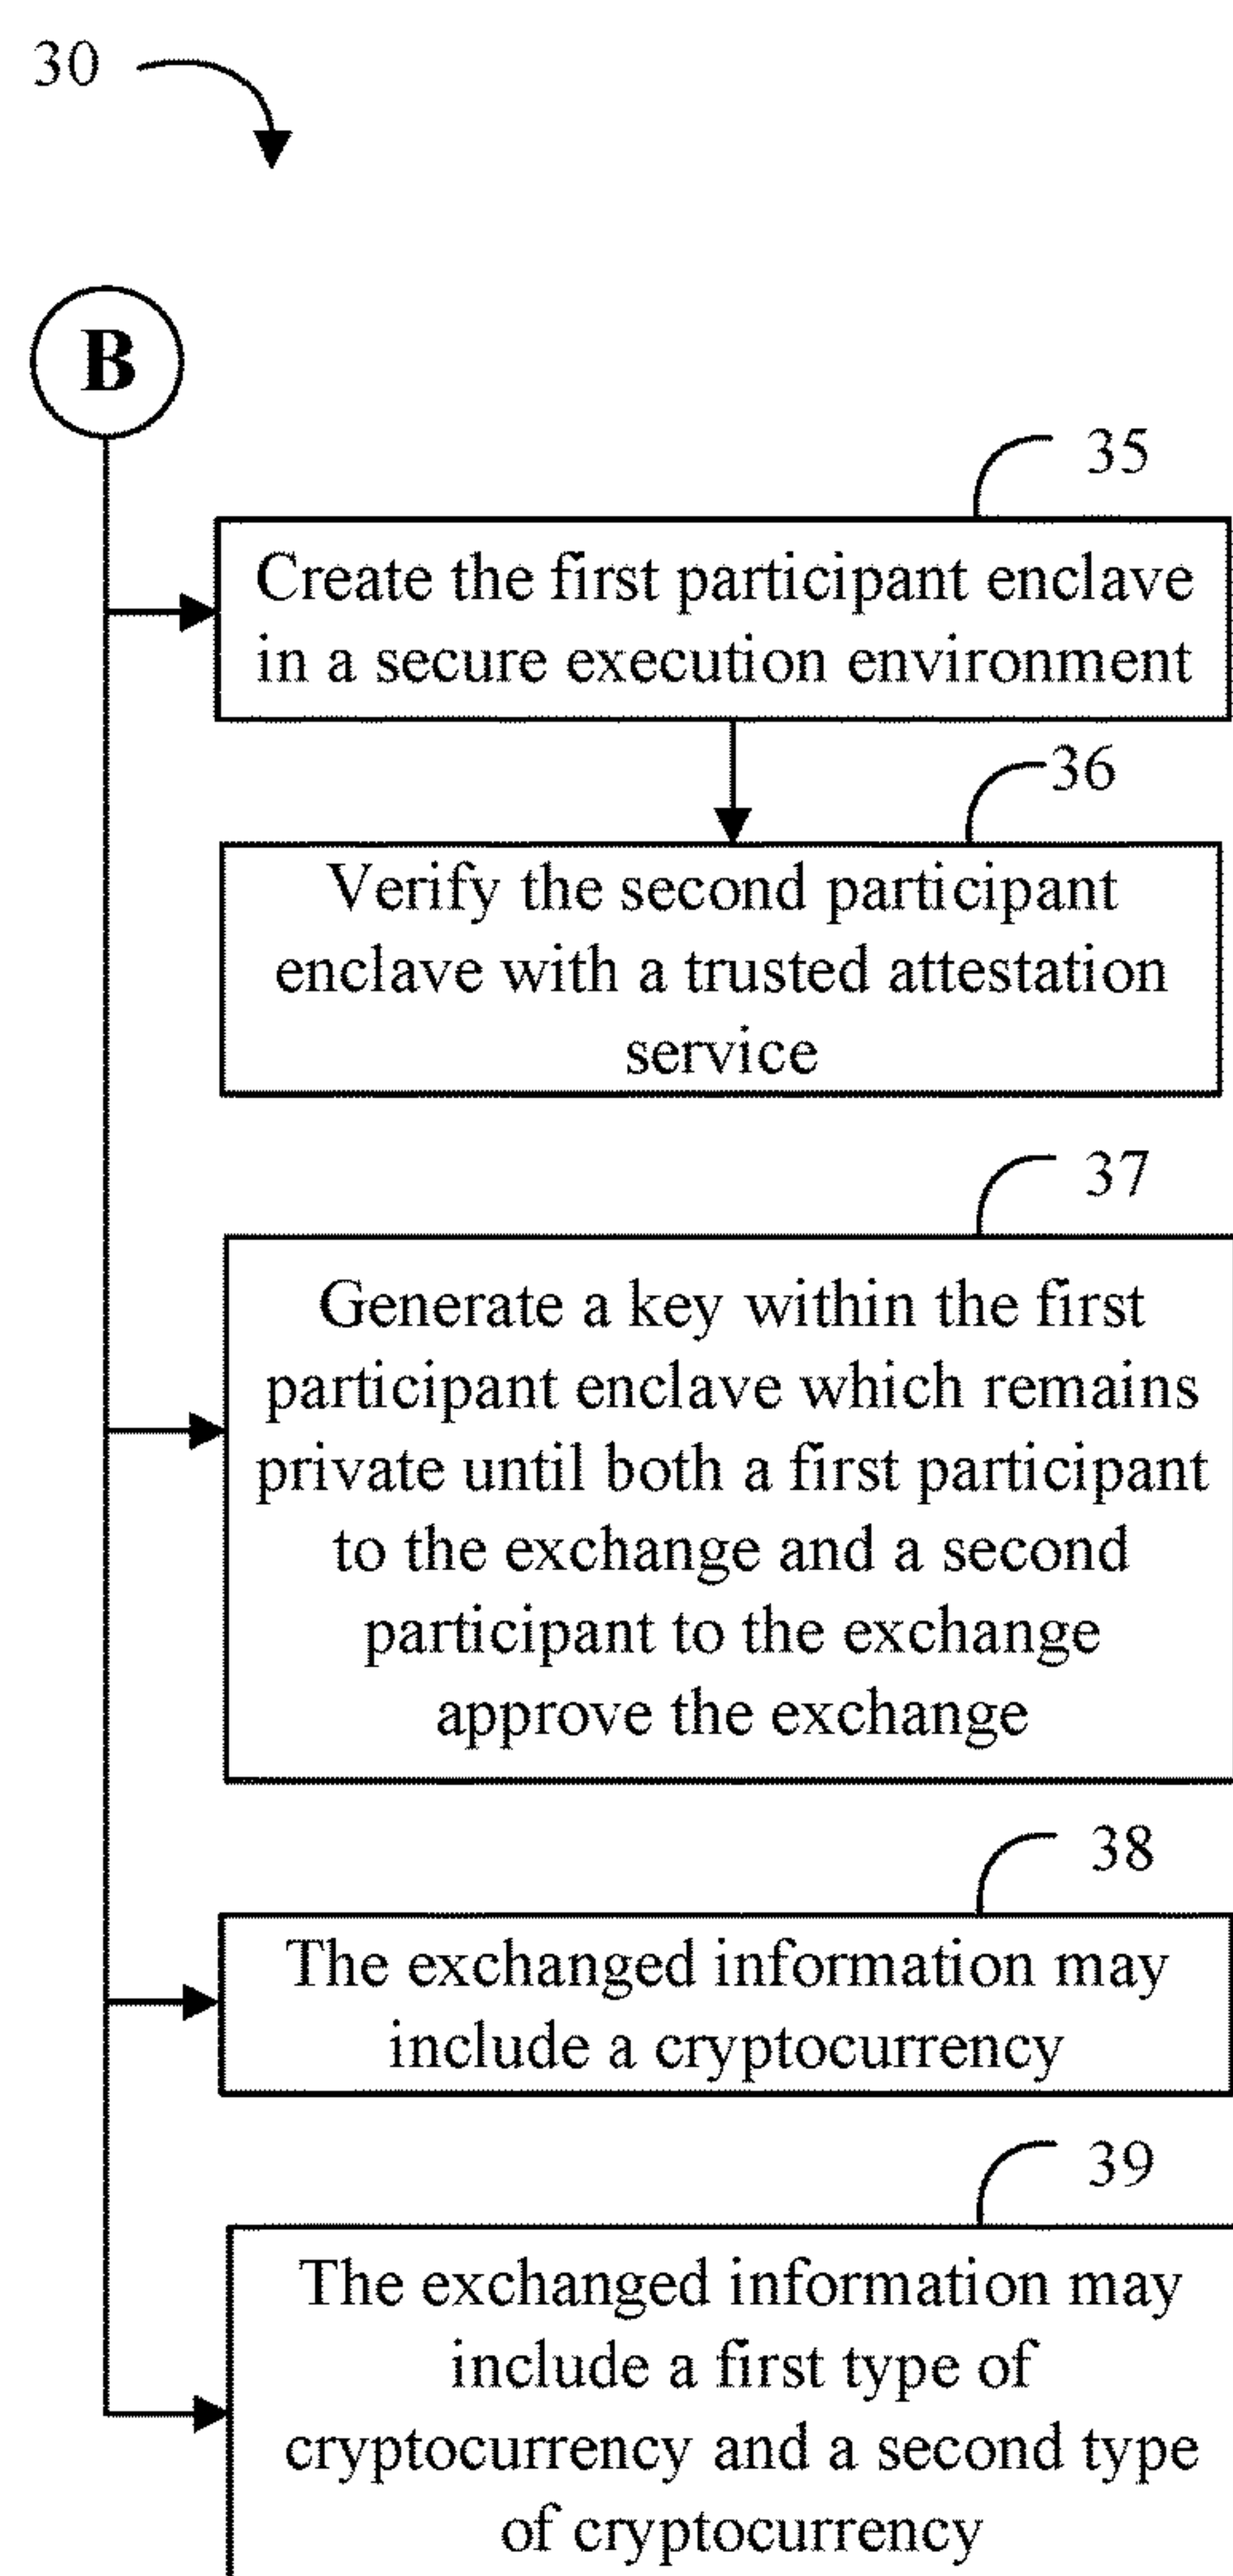 30
B
35
Create the first participant enclave
in a secure execution environment
36
Verify the second participant
enclave with a trusted attestation
service
37
Generate a key within the first
participant enclave which remains
private until both a first participant
to the exchange and a second
participant to the exchange
approve the exchange
38
The exchanged information may
include a cryptocurrency
39
The exchanged information may
include a first type of
cryptocurrency and a second type
of cryptocurrency